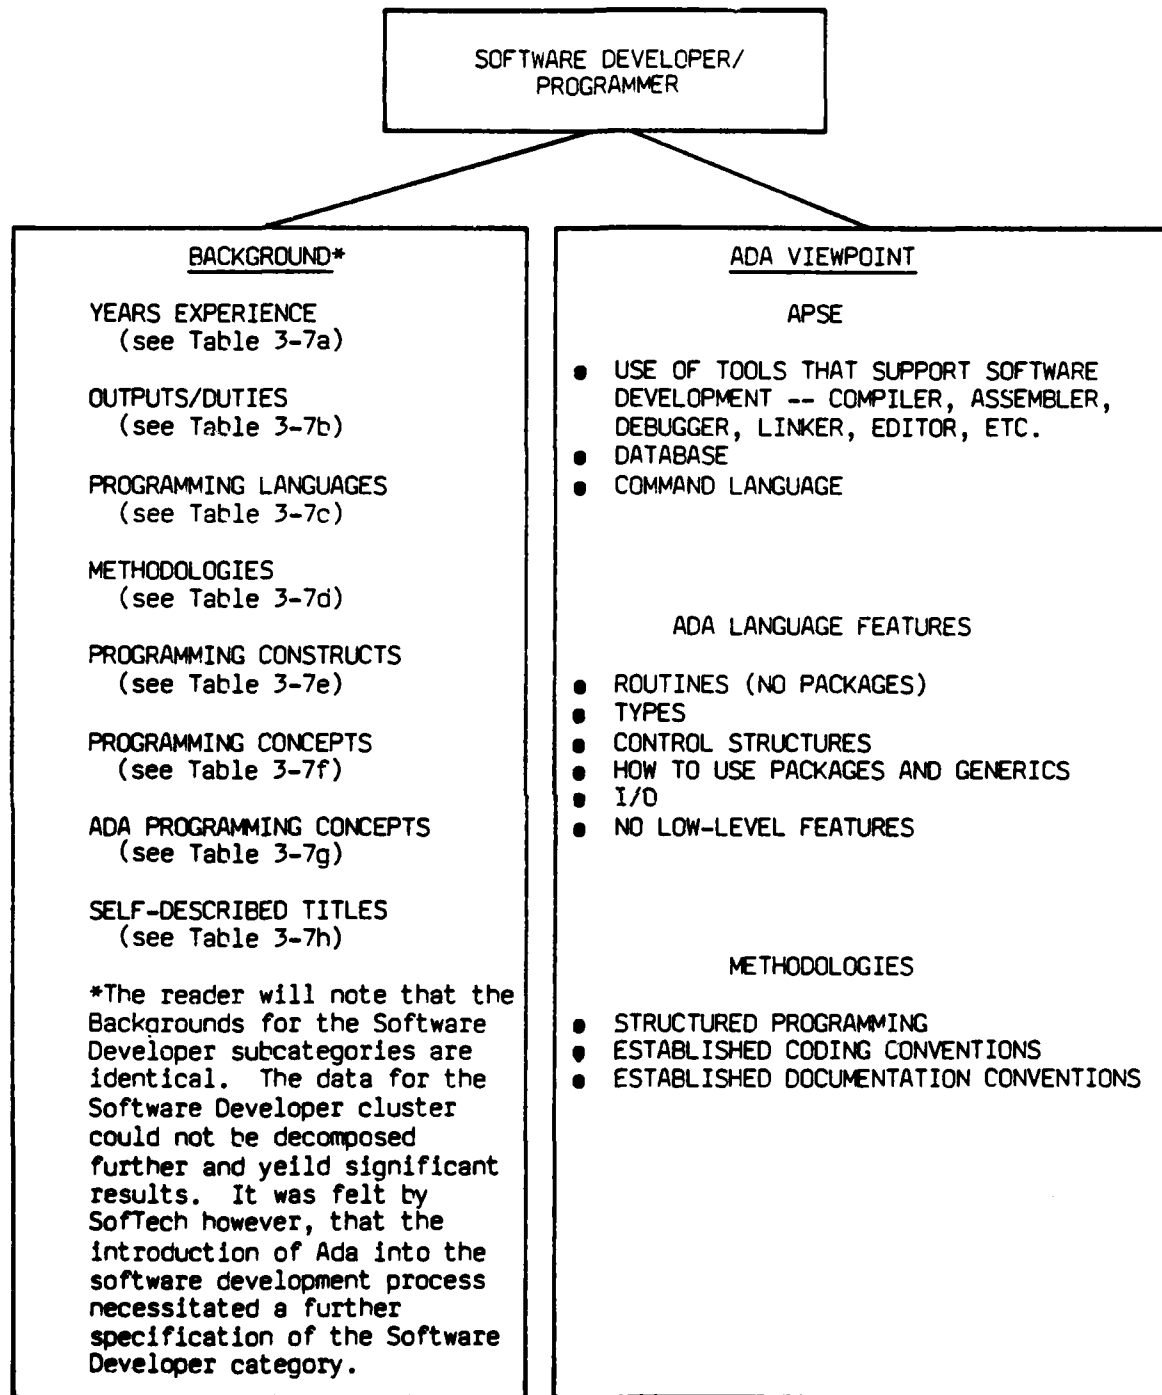 SOFTWARE DEVELOPER/
PROGRAMMER
BACKGROUND*
YEARS EXPERIENCE
(see Table 3-7a)
OUTPUTS/DUTIES
(see Table 3-7b)
PROGRAMMING LANGUAGES
(see Table 3-7c)
METHODOLOGIES
(see Table 3-7d)
PROGRAMMING CONSTRUCTS
(see Table 3-7e)
PROGRAMMING CONCEPTS
(see Table 3-7f)
ADA PROGRAMMING CONCEPTS
(see Table 3-7g)
SELF-DESCRIBED TITLES
(see Table 3-7h)
*The reader will note that the
Backgrounds for the Software
Developer subcategories are
identical. The data for the
Software Developer cluster
could not be decomposed
further and yeild significant
results. It was felt by
SofTech however, that the
introduction of Ada into the
software development process
necessitated a further
specification of the Software
Developer category.
ADA VIEWPOINT
APSE
• USE OF TOOLS THAT SUPPORT SOFTWARE
DEVELOPMENT -- COMPILER, ASSEMBLER,
DEBUGGER, LINKER, EDITOR, ETC.
• DATABASE
• COMMAND LANGUAGE
ADA LANGUAGE FEATURES
• ROUTINES (NO PACKAGES)
• TYPES
• CONTROL STRUCTURES
• HOW TO USE PACKAGES AND GENERICS
• I/O
• NO LOW-LEVEL FEATURES
METHODOLOGIES
• STRUCTURED PROGRAMMING
• ESTABLISHED CODING CONVENTIONS
• ESTABLISHED DOCUMENTATION CONVENTIONS